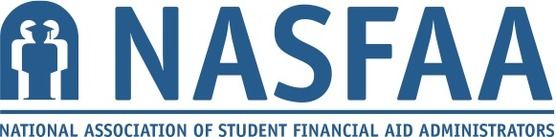 NASFAA
NATIONAL ASSOCIATION OF STUDENT FINANCIAL AID ADMINISTRATORS